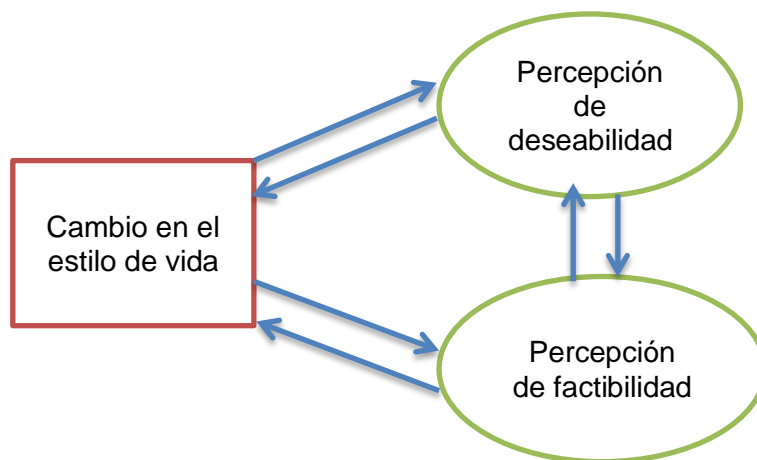 Percepción
de
deseabilidad
Cambio en el
estilo de vida
Percepción
de factibilidad